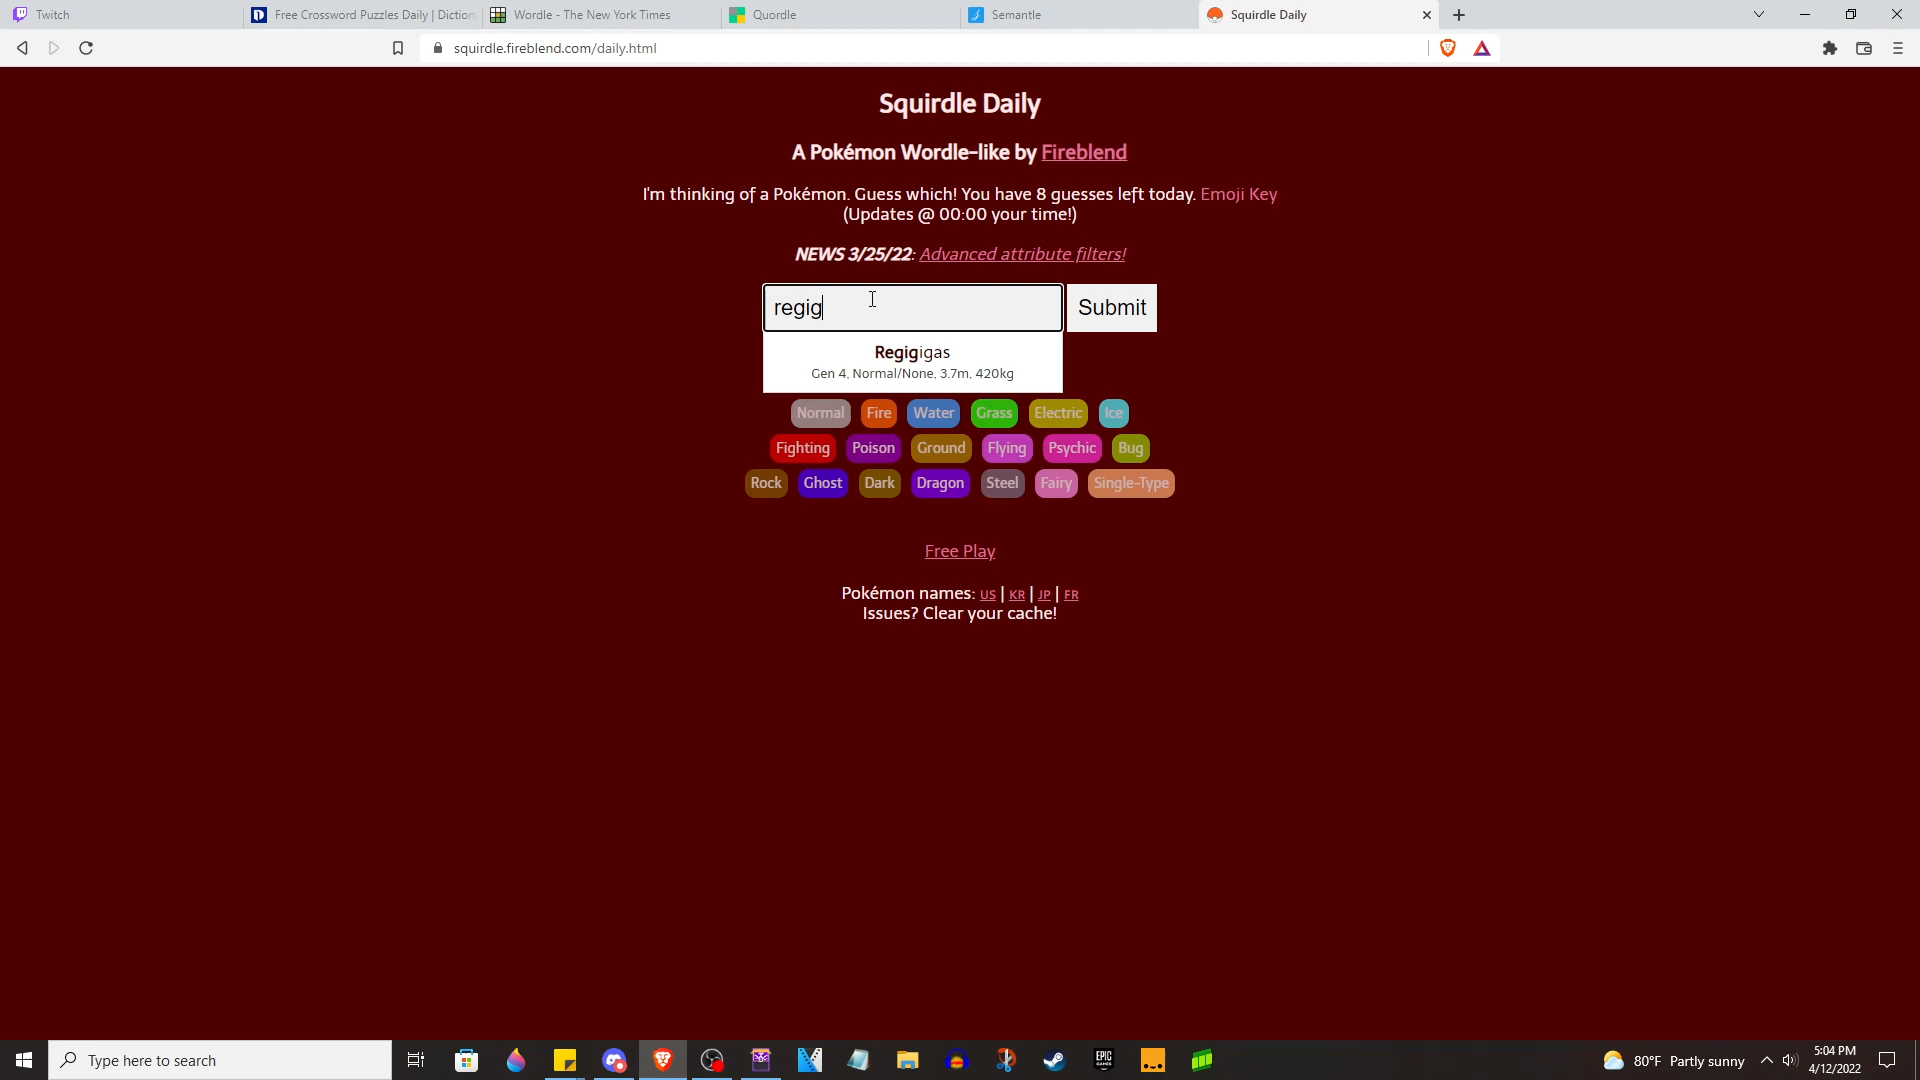 Twitch
Free Crossword Puzzles Daily | Diction
Wordle - The New York Times
Quordle
Semantle
Squirdle Daily
squirdle.fireblend.com/daily.html
Squirdle Daily
A Pokémon Wordle-like by Fireblend
I'm thinking of a Pokémon. Guess which! You have 8 guesses left today. Emoji Key
(Updates @ 00:00 your time!)
NEWS 3/25/22: Advanced attribute filters!
regig
Submit
Regigigas
Gen 4, Normal/None, 3.7m, 420kg
Normal Fire Water Grass Electric Ice
Fighting Poison Ground Flying Psychic Bug
Rock Ghost Dark Dragon Steel Fairy Single-Type
Free Play
Pokémon names: US | KR | JP | FR
Issues? Clear your cache!
Type here to search
EPIC
GAMES
80°F Partly sunny
5:04 PM
4/12/2022